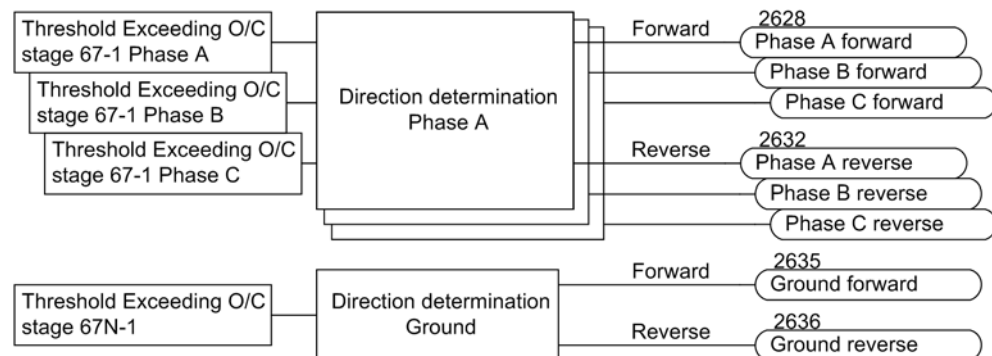 Threshold Exceeding O/C
stage 67-1 Phase A
Threshold Exceeding O/C
stage 67-1 Phase B
Threshold Exceeding O/C
stage 67-1 Phase C
Direction determination
Phase A
Forward
2628
Phase A forward
Phase B forward
Phase C forward
Reverse
2632
Phase A reverse
Phase B reverse
Phase C reverse
Threshold Exceeding O/C
stage 67N-1
Direction determination
Ground
Forward
2635
Ground forward
Reverse
2636
Ground reverse